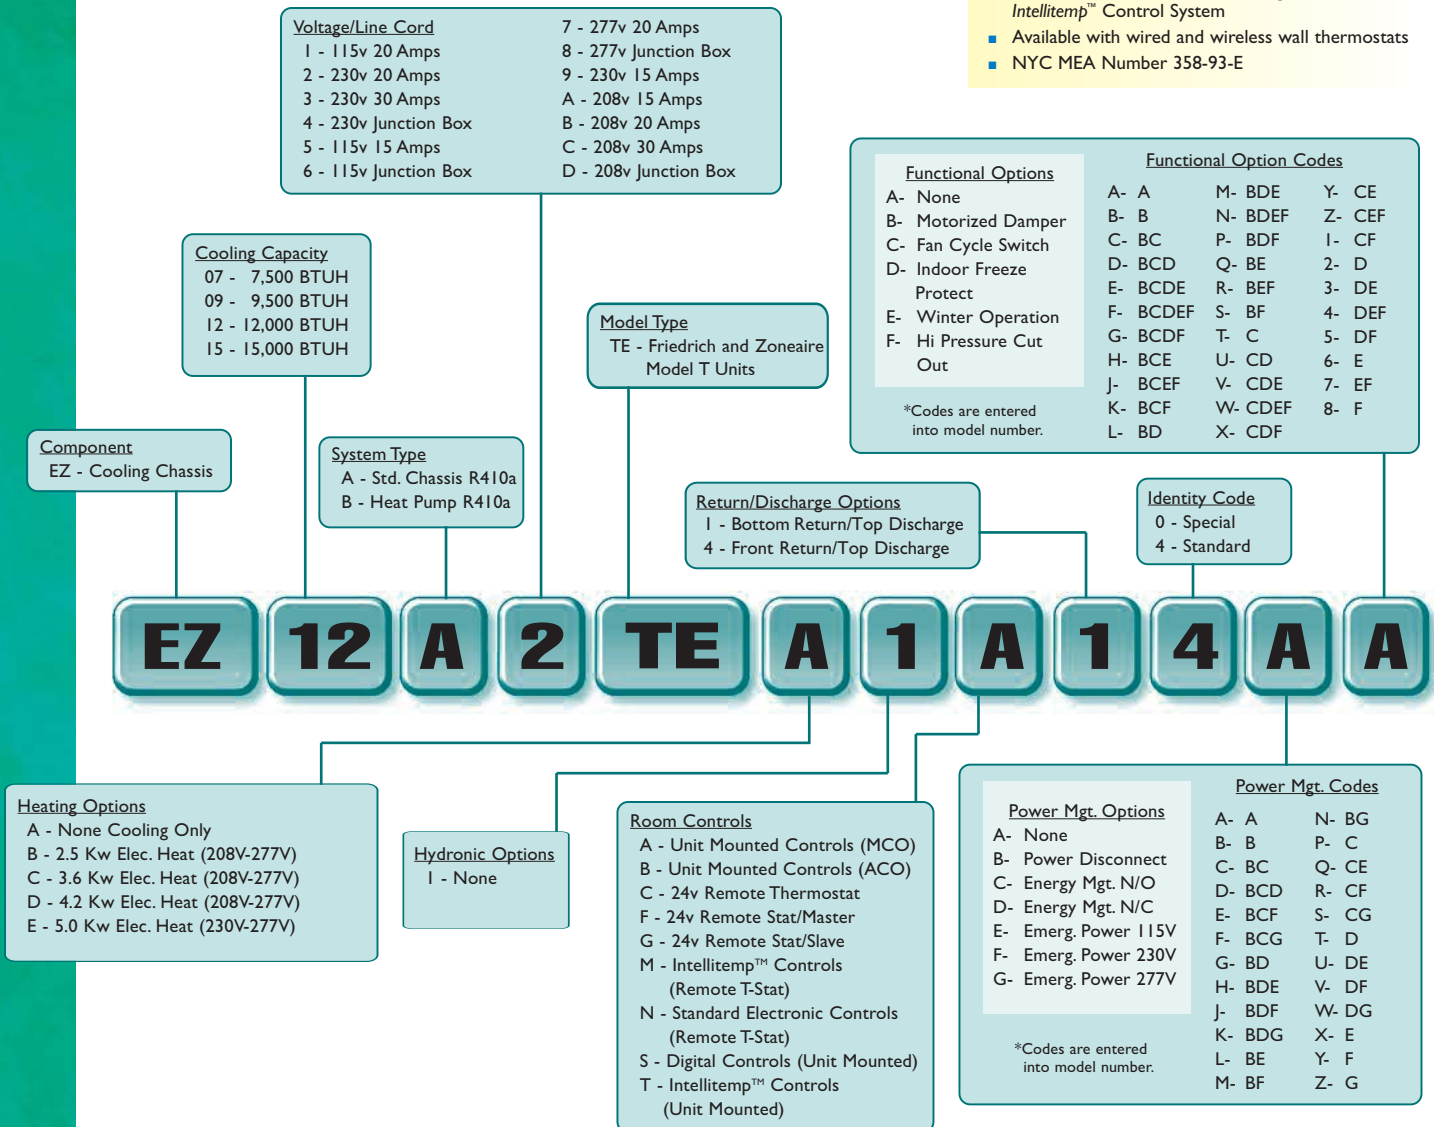 Intellitemp™ Control System
■ Available with wired and wireless wall thermostats
■ NYC MEA Number 358-93-E
Voltage/Line Cord
1 - 115v 20 Amps
2 - 230v 20 Amps
3 - 230v 30 Amps
4 - 230v Junction Box
5 - 115v 15 Amps
6 - 115v Junction Box
7 - 277v 20 Amps
8 - 277v Junction Box
9 - 230v 15 Amps
A - 208v 15 Amps
B - 208v 20 Amps
C - 208v 30 Amps
D - 208v Junction Box
Functional Options
A- None
B- Motorized Damper
C- Fan Cycle Switch
D- Indoor Freeze
Protect
E- Winter Operation
F- Hi Pressure Cut
Out
*Codes are entered
into model number.
Functional Option Codes
A- A
B- B
C- BC
D- BCD
E- BCDE
F- BCDEF
G- BCDF
H- BCE
J- BCEF
K- BCF
L- BD
M- BDE
N- BDEF
P- BDF
Q- BE
R- BEF
S- BF
T- C
U- CD
V- CDE
W- CDEF
X- CDF
Y- CE
Z- CEF
1- CF
2- D
3- DE
4- DEF
5- DF
6- E
7- EF
8- F
Cooling Capacity
07 - 7,500 BTUH
09 - 9,500 BTUH
12 - 12,000 BTUH
15 - 15,000 BTUH
Model Type
TE - Friedrich and Zoneaire
Model T Units
Component
EZ - Cooling Chassis
System Type
A - Std. Chassis R410a
B - Heat Pump R410a
Return/Discharge Options
1 - Bottom Return/Top Discharge
4 - Front Return/Top Discharge
Identity Code
0 - Special
4 - Standard
EZ 12 A 2 TE A 1 A 1 4 A A
Heating Options
A - None Cooling Only
B - 2.5 Kw Elec. Heat (208V-277V)
C - 3.6 Kw Elec. Heat (208V-277V)
D - 4.2 Kw Elec. Heat (208V-277V)
E - 5.0 Kw Elec. Heat (230V-277V)
Hydronic Options
1 - None
Room Controls
A - Unit Mounted Controls (MCO)
B - Unit Mounted Controls (ACO)
C - 24v Remote Thermostat
F - 24v Remote Stat/Master
G - 24v Remote Stat/Slave
M - Intellitemp™ Controls
(Remote T-Stat)
N - Standard Electronic Controls
(Remote T-Stat)
S - Digital Controls (Unit Mounted)
T - Intellitemp™ Controls
(Unit Mounted)
Power Mgt. Options
A- None
B- Power Disconnect
C- Energy Mgt. N/O
D- Energy Mgt. N/C
E- Emerg. Power 115V
F- Emerg. Power 230V
G- Emerg. Power 277V
*Codes are entered
into model number.
Power Mgt. Codes
A- A
B- B
C- BC
D- BCD
E- BCF
F- BCG
G- BD
H- BDE
J- BDF
K- BDG
L- BE
M- BF
N- BG
P- C
Q- CE
R- CF
S- CG
T- D
U- DE
V- DF
W- DG
X- E
Y- F
Z- G